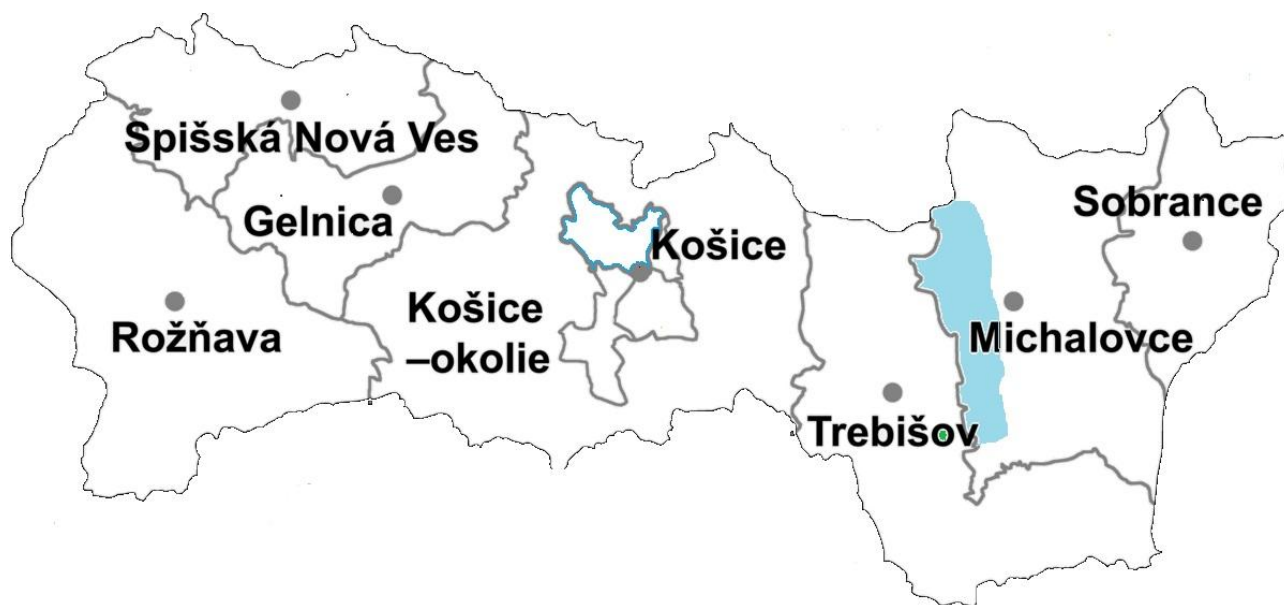 Spišská Nová Ves
Gelnica
Rožňava
Košice
Košice
–okolie
Trebišov
Michalovce
Sobrance